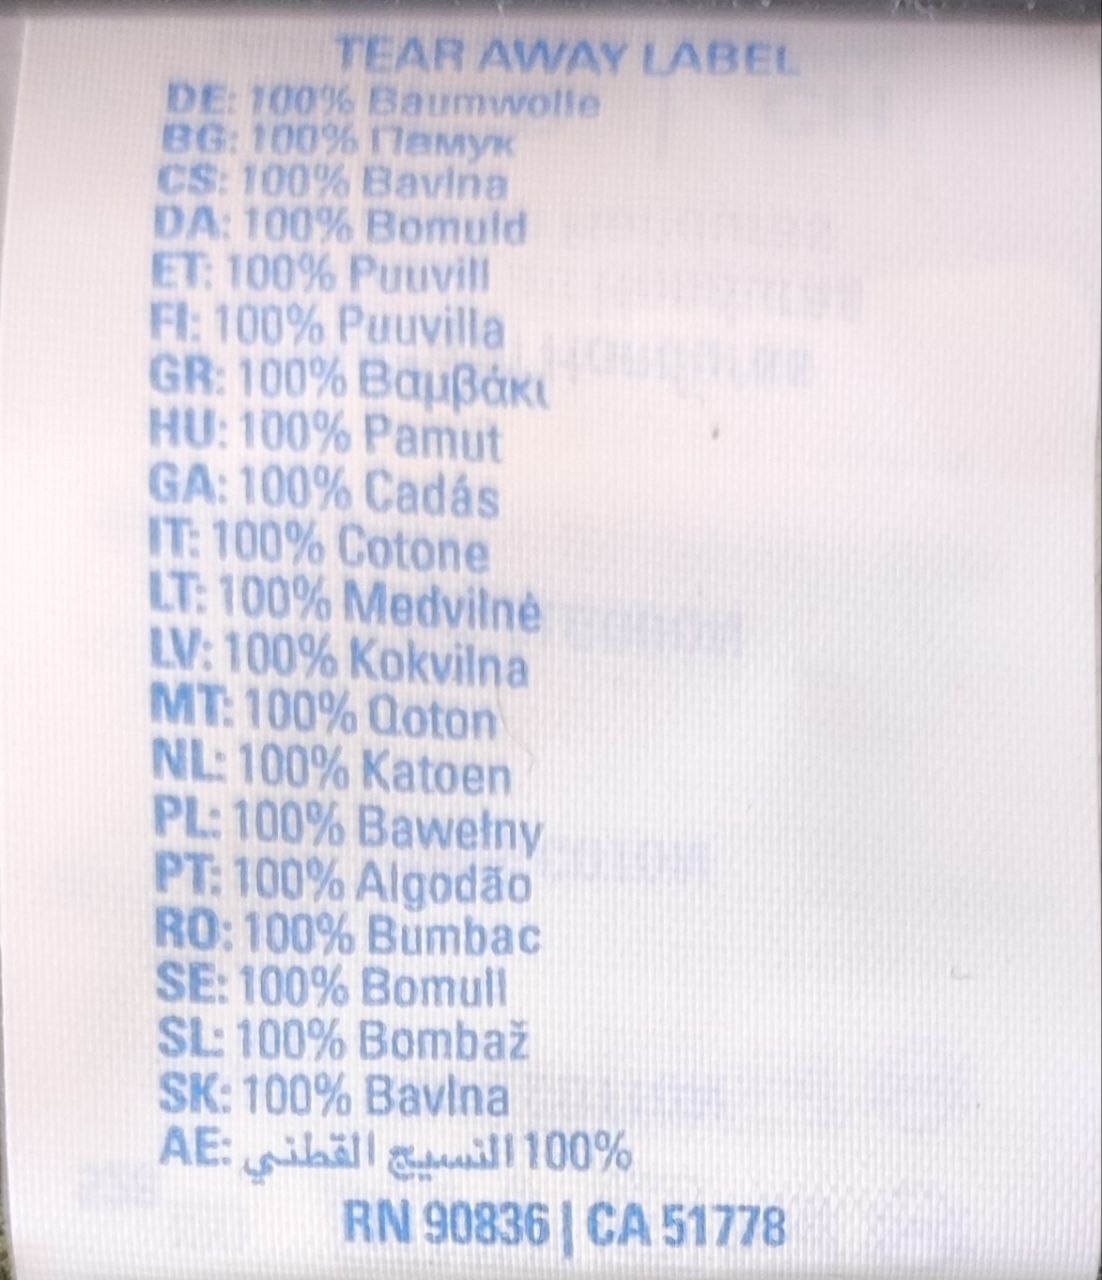 TEAR AWAY LABEL
DE: 100% Baumwolle
BG: 100% Памук
CS: 100% Bavlna
DA: 100% Bomuld
ET: 100% Puuvill
FI: 100% Puuvilla
GR: 100% Βαμβάκι
HU: 100% Pamut
GA: 100% Cadás
IT: 100% Cotone
LT: 100% Medvilnė
LV: 100% Kokvilna
MT: 100% Qoton
NL: 100% Katoen
PL: 100% Bawełny
PT: 100% Algodão
RO: 100% Bumbac
SE: 100% Bomull
SL: 100% Bombaž
SK: 100% Bavlna
AE: 100% النسيج القطني
RN 90836 | CA 51778